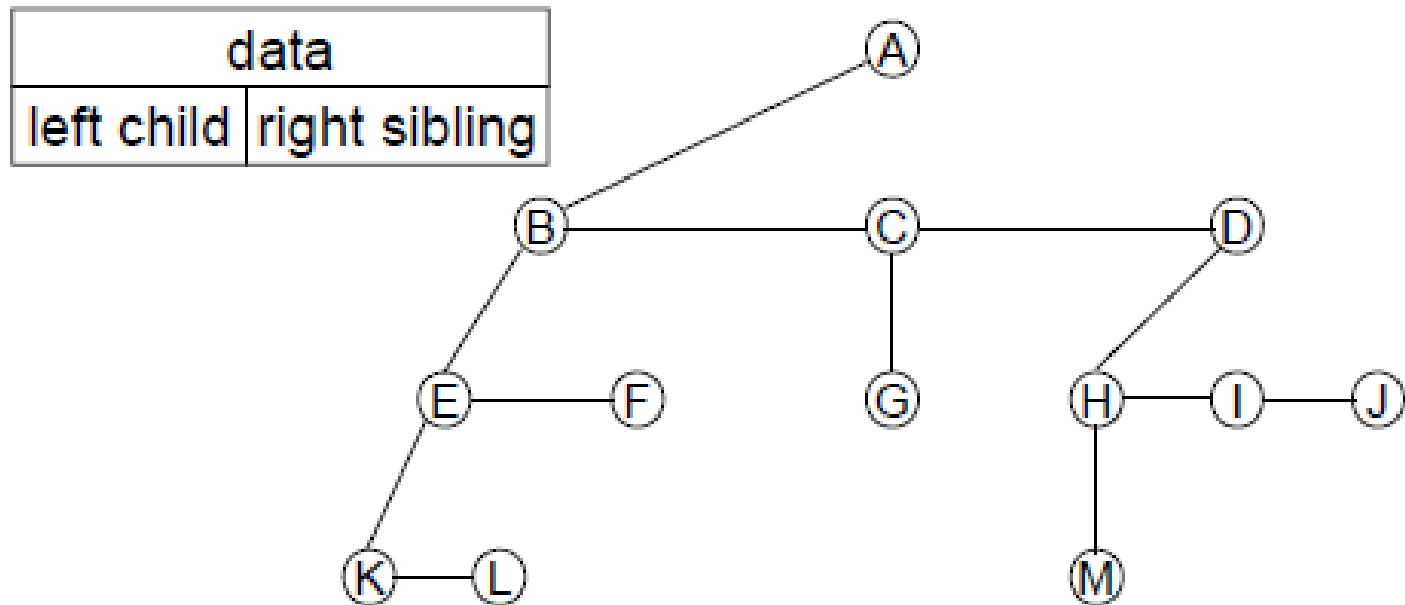 data
left child right sibling
A
B C D
E F G H I J
K L M